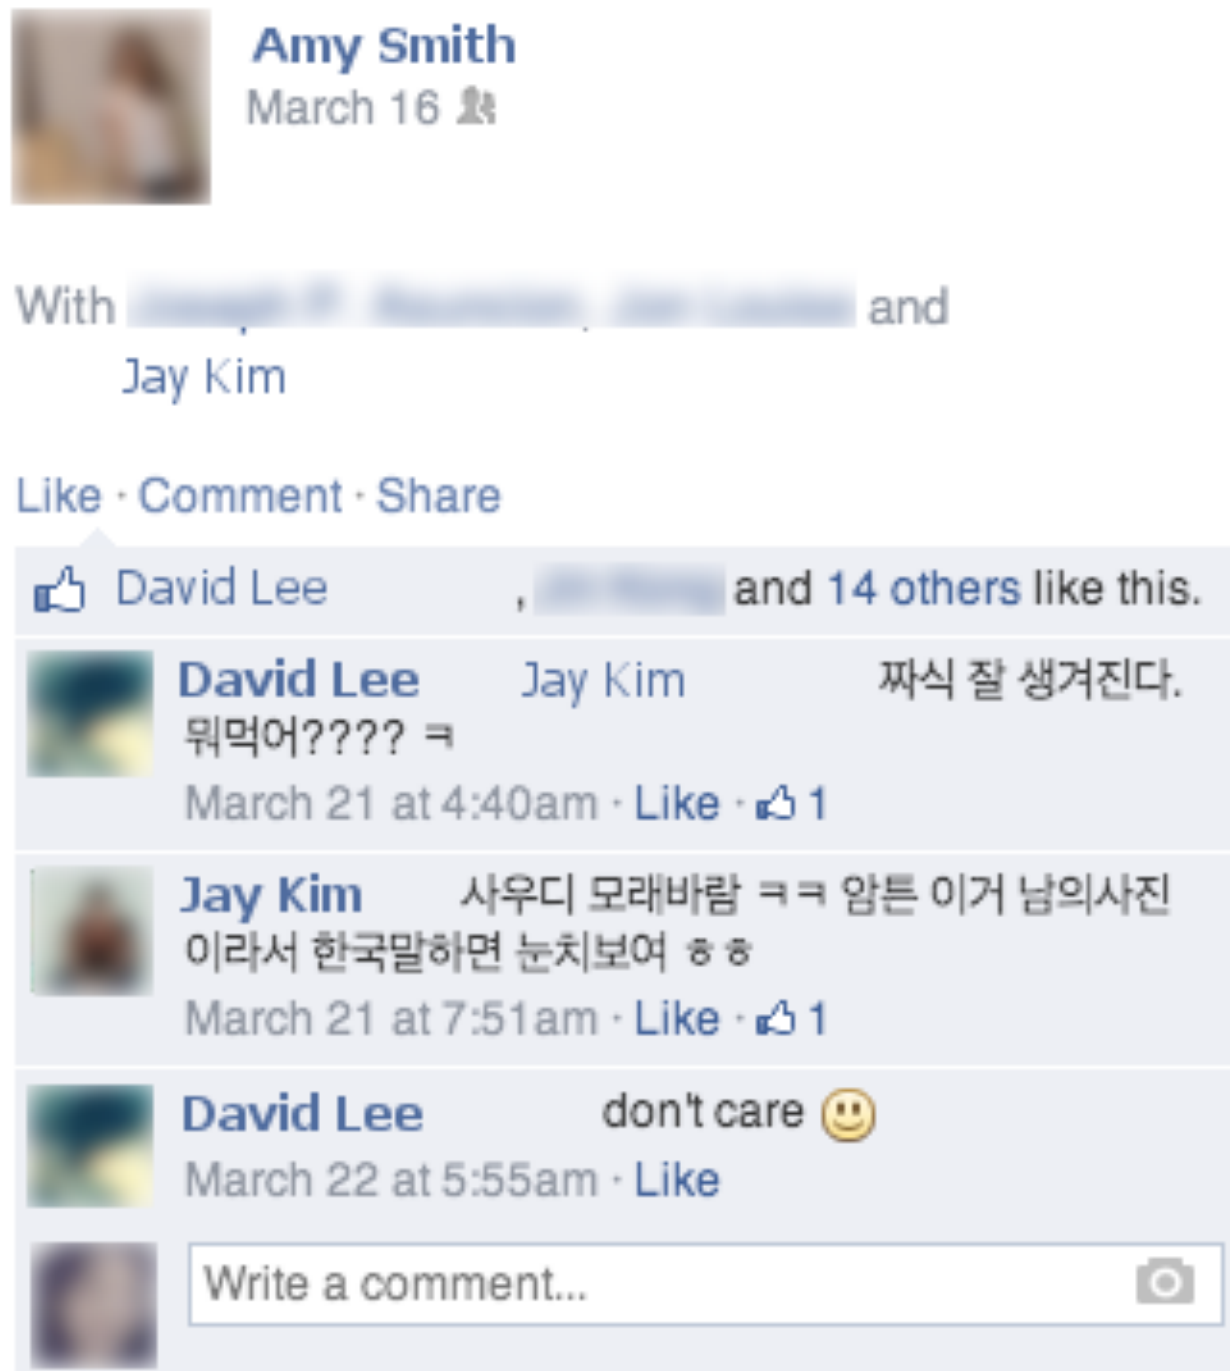 Amy Smith
March 16
With and
Jay Kim
Like · Comment · Share
David Lee , and 14 others like this.
David Lee Jay Kim 짜식 잘 생겨진다.
뭐먹어???? ㅋ
March 21 at 4:40am · Like · 1
Jay Kim 사우디 모래바람 ㅋㅋ 암튼 이거 남의사진
이라서 한국말하면 눈치보여 ㅎㅎ
March 21 at 7:51am · Like · 1
David Lee don't care
March 22 at 5:55am · Like
Write a comment...